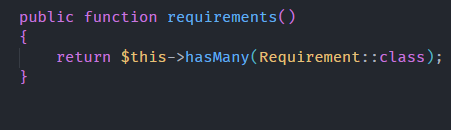 public function requirements()
{
    return $this->hasMany(Requirement::class);
}